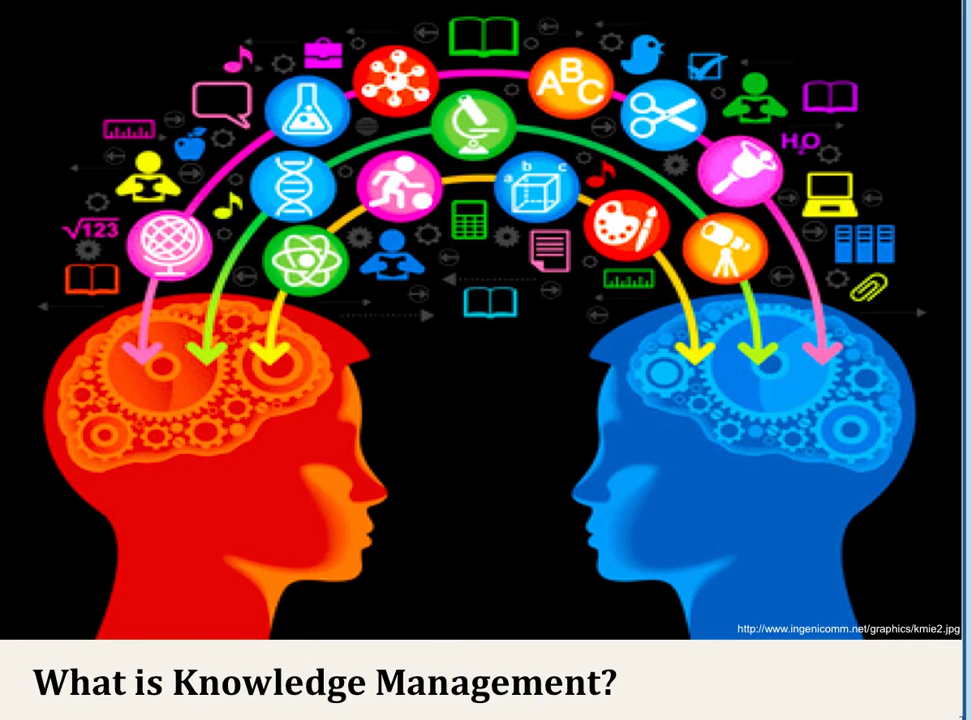 ABC
H₂O
b
c
a
√123
http://www.ingenicomm.net/graphics/kmie2.jpg
What is Knowledge Management?